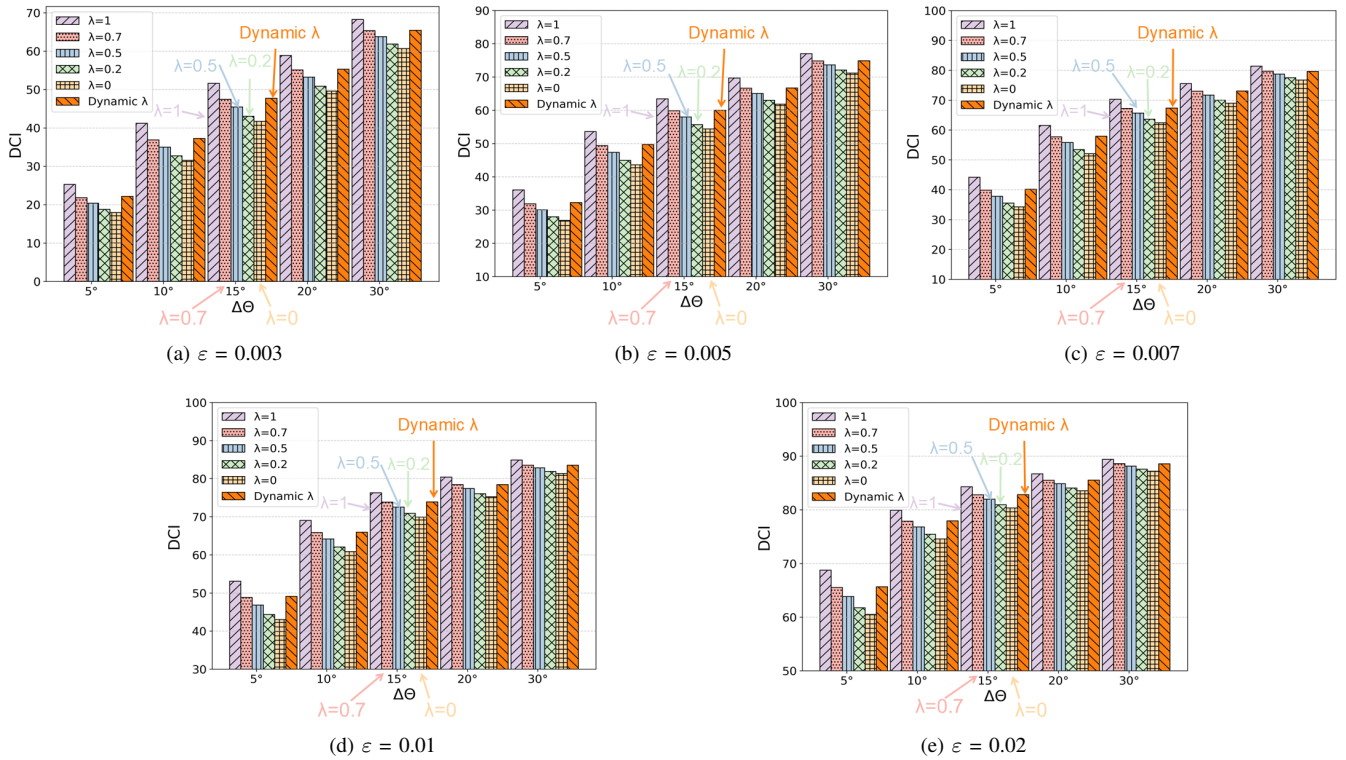 70
60
50
40
30
20
10
0
DCI
λ=1
λ=0.7
λ=0.5
λ=0.2
λ=0
Dynamic λ
Dynamic λ
λ=0.5
λ=0.2
λ=1
5°
10°
15°
20°
30°
ΔΘ
λ=0.7
λ=0
(a) ε = 0.003
90
80
70
60
50
40
30
20
10
DCI
λ=1
λ=0.7
λ=0.5
λ=0.2
λ=0
Dynamic λ
Dynamic λ
λ=0.5
λ=0.2
λ=1
5°
10°
15°
20°
30°
ΔΘ
λ=0.7
λ=0
(b) ε = 0.005
100
90
80
70
60
50
40
30
20
10
DCI
λ=1
λ=0.7
λ=0.5
λ=0.2
λ=0
Dynamic λ
Dynamic λ
λ=0.5
λ=0.2
λ=1
5°
10°
15°
20°
30°
ΔΘ
λ=0.7
λ=0
(c) ε = 0.007
100
90
80
70
60
50
40
30
DCI
λ=1
λ=0.7
λ=0.5
λ=0.2
λ=0
Dynamic λ
Dynamic λ
λ=0.5
λ=0.2
λ=1
5°
10°
15°
20°
30°
ΔΘ
λ=0.7
λ=0
(d) ε = 0.01
100
90
80
70
60
50
DCI
λ=1
λ=0.7
λ=0.5
λ=0.2
λ=0
Dynamic λ
Dynamic λ
λ=0.5
λ=0.2
λ=1
5°
10°
15°
20°
30°
ΔΘ
λ=0.7
λ=0
(e) ε = 0.02